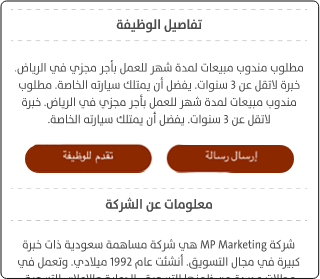 تفاصيل الوظيفة
مطلوب مندوب مبيعات لمدة شهر للعمل بأجر مجزي في الرياض.
خبرة لاتقل عن 3 سنوات. يفضل أن يمتلك سيارته الخاصة. مطلوب
مندوب مبيعات لمدة شهر للعمل بأجر مجزي في الرياض. خبرة
لاتقل عن 3 سنوات. يفضل أن يمتلك سيارته الخاصة.
إرسال رسالة
تقدم للوظيفة
معلومات عن الشركة
شركة MP Marketing هي شركة مساهمة سعودية ذات خبرة
كبيرة في مجال التسويق. أنشئت عام 1992 ميلادي. وتعمل في